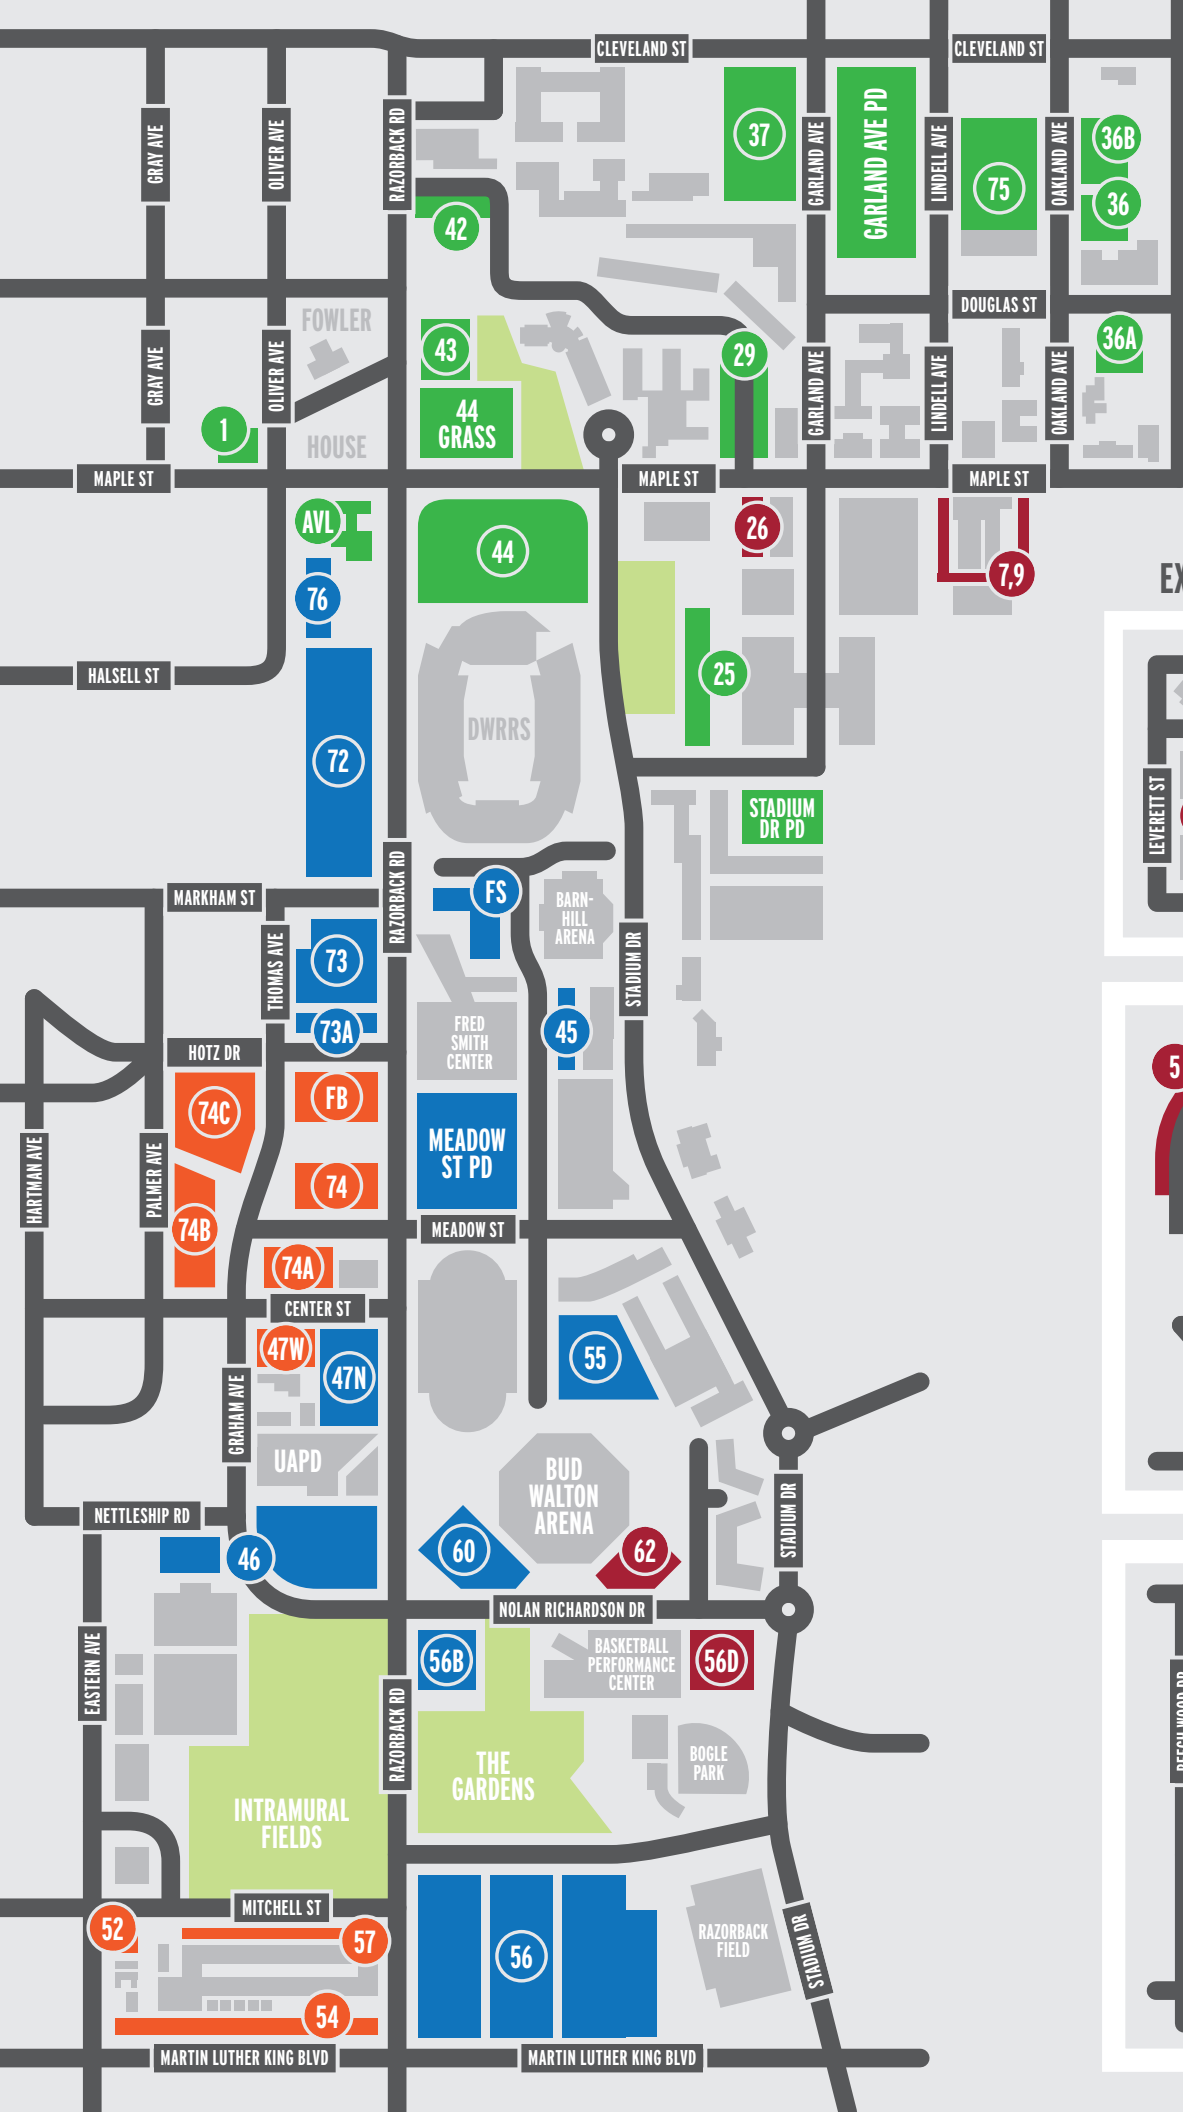 CLEVELAND ST
CLEVELAND ST
GRAY AVE
OLIVER AVE
RAZORBACK RD
37
GARLAND AVE
GARLAND AVE PD
LINDELL AVE
75
OAKLAND AVE
36B
36
42
DOUGLAS ST
FOWLER
HOUSE
GRAY AVE
OLIVER AVE
43
44
GRASS
29
GARLAND AVE
LINDELL AVE
OAKLAND AVE
36A
1
MAPLE ST
MAPLE ST
MAPLE ST
AVL
44
26
7,9
76
EX
HALSELL ST
25
72
DWRRS
STADIUM
DR PD
LEVERETT ST
RAZORBACK RD
MARKHAM ST
FS
BARN-
HILL
ARENA
THOMAS AVE
73
STADIUM DR
73A
FRED
SMITH
CENTER
45
HOTZ DR
5
74C
FB
MEADOW
ST PD
HARTMAN AVE
PALMER AVE
74
74B
MEADOW ST
74A
CENTER ST
47W
47N
55
GRAHAM AVE
UAPD
BUD
WALTON
ARENA
NETTLESHIP RD
STADIUM DR
46
60
62
NOLAN RICHARDSON DR
EASTERN AVE
56B
BASKETBALL
PERFORMANCE
CENTER
56D
RAZORBACK RD
BEECHWOOD DR
THE
GARDENS
BOGLE
PARK
INTRAMURAL
FIELDS
MITCHELL ST
52
57
56
RAZORBACK
FIELD
STADIUM DR
54
MARTIN LUTHER KING BLVD
MARTIN LUTHER KING BLVD